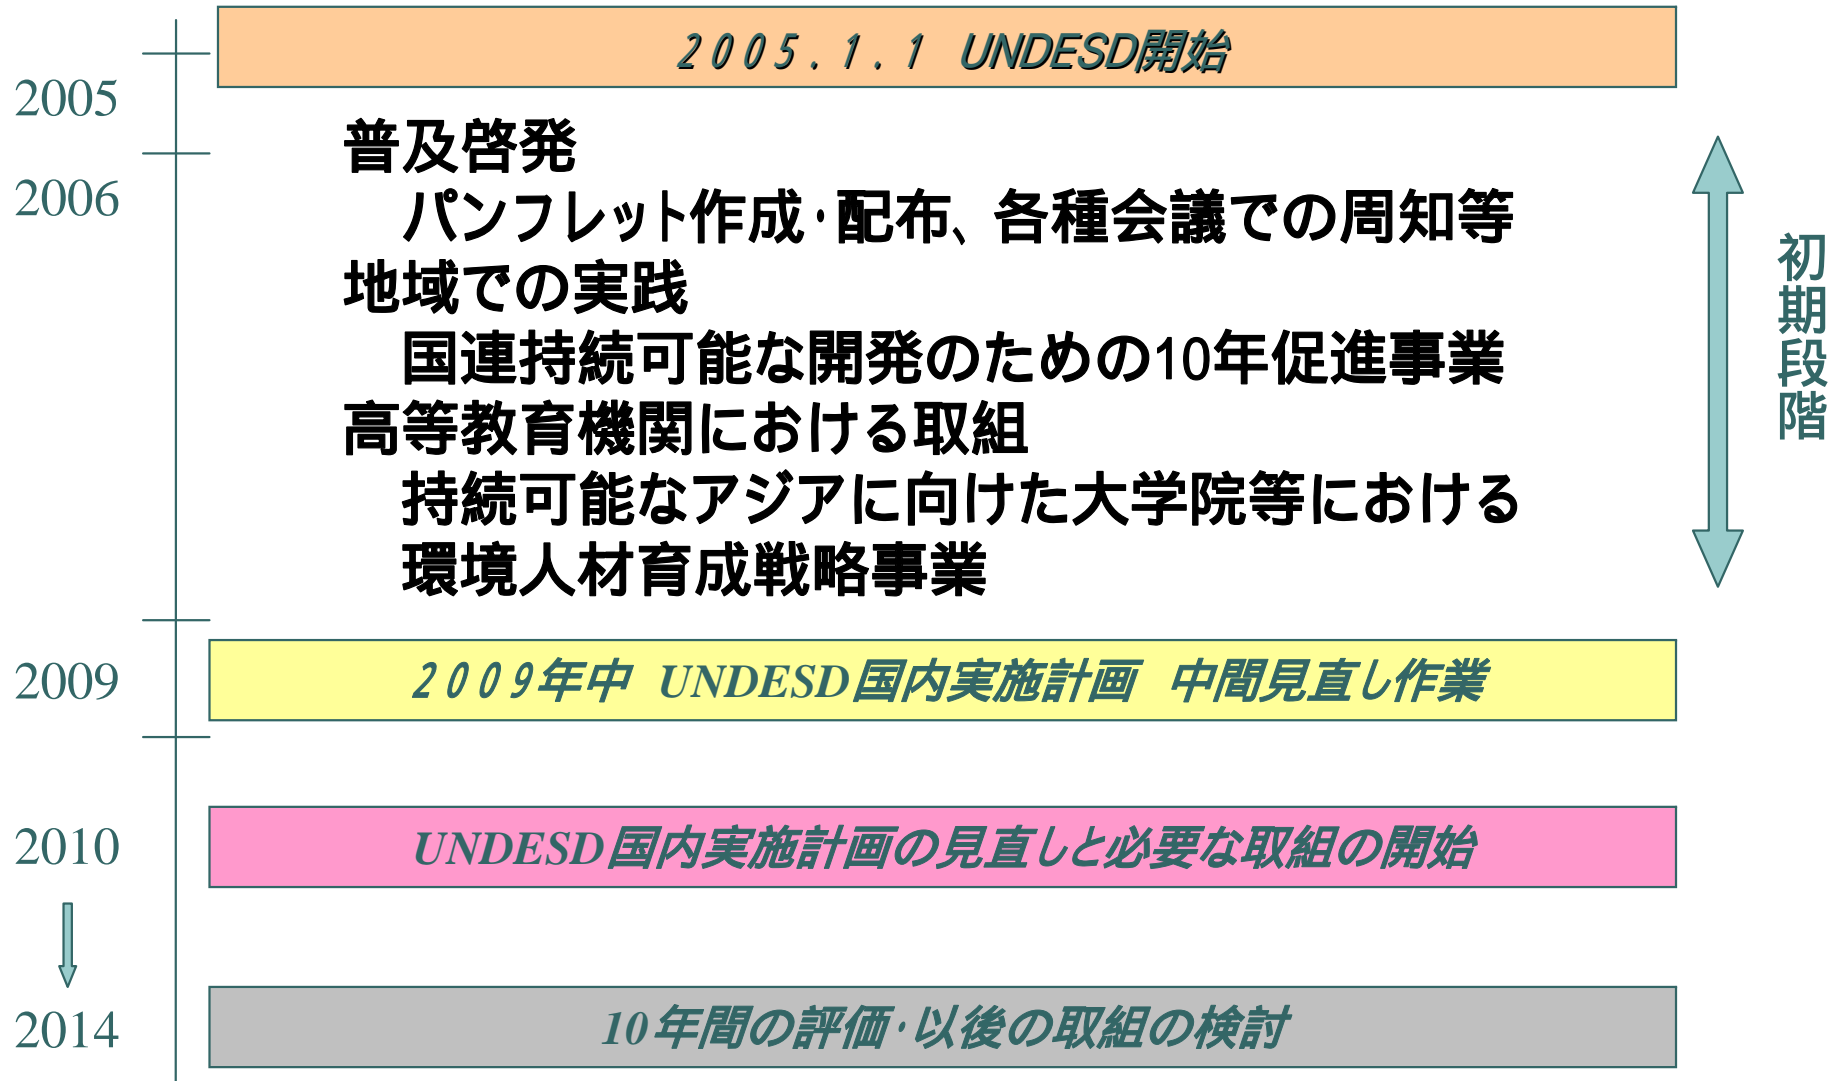 2005.1.1 UNDESD開始
2005
普及啓発
2006
パンフレット作成・配布、各種会議での周知等
地域での実践
国連持続可能な開発のための10年促進事業
高等教育機関における取組
持続可能なアジアに向けた大学院等における
環境人材育成戦略事業
初期段階
2009
2009年中 UNDESD国内実施計画 中間見直し作業
2010
UNDESD国内実施計画の見直しと必要な取組の開始
2014
10年間の評価・以後の取組の検討